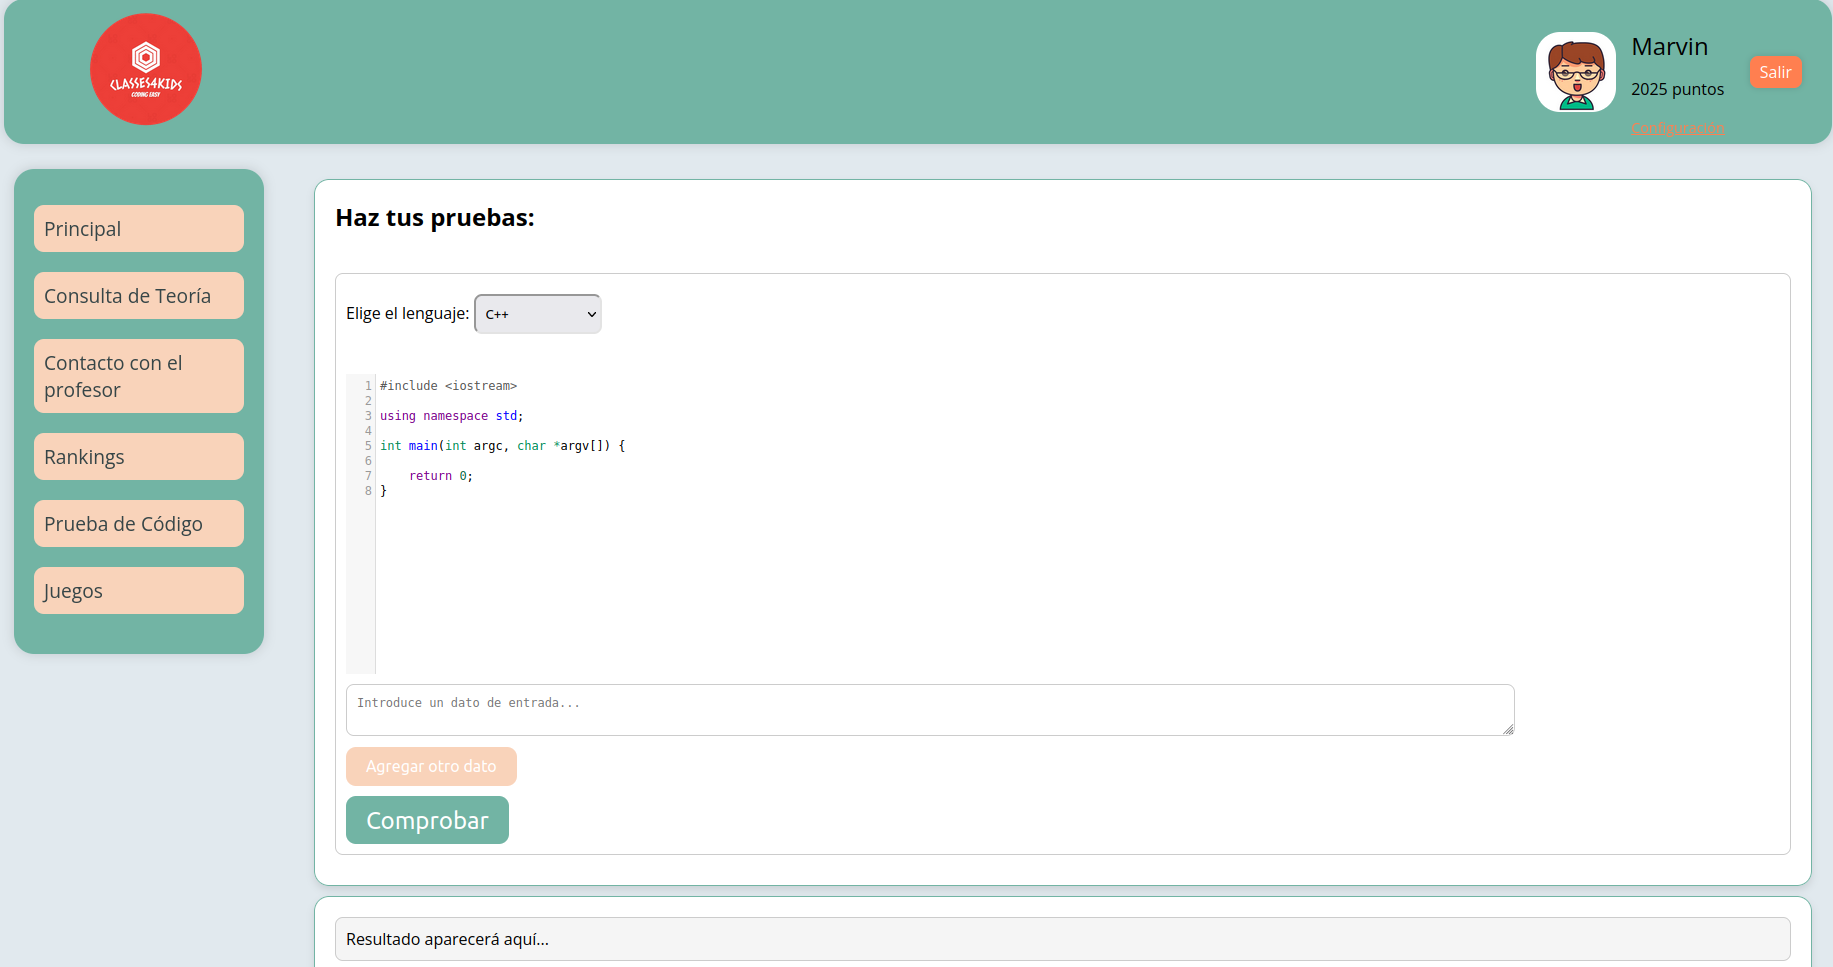 CLASSES4KIDS
CODING EASY
Marvin
2025 puntos
Configuración
Salir
Principal
Consulta de Teoría
Contacto con el
profesor
Rankings
Prueba de Código
Juegos
Haz tus pruebas:
Elige el lenguaje: C++
1 #include <iostream>
2
3 using namespace std;
4
5 int main(int argc, char *argv[]) {
6
7     return 0;
8 }
Introduce un dato de entrada...
Agregar otro dato
Comprobar
Resultado aparecerá aquí...